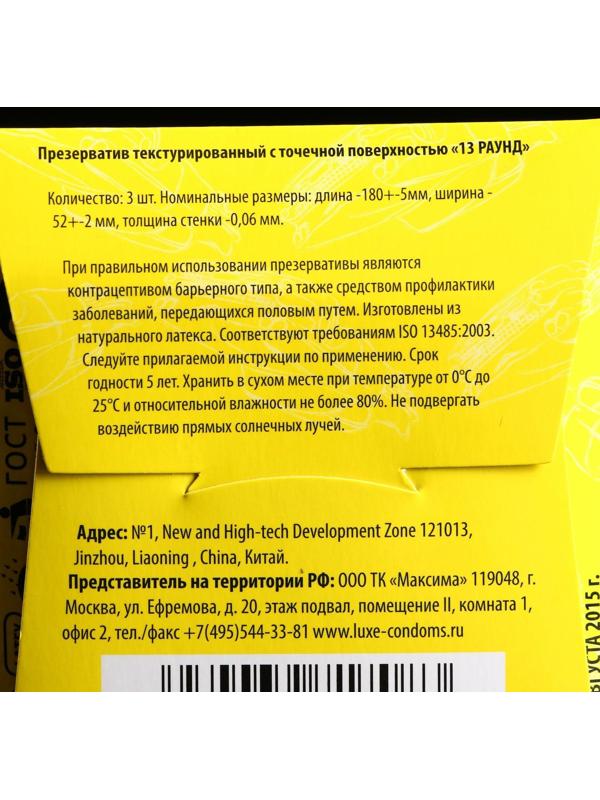 Презерватив текстурированный с точечной поверхностью «13 РАУНД»
Количество: 3 шт. Номинальные размеры: длина -180+-5мм, ширина -
52+-2 мм, толщина стенки -0,06 мм.
При правильном использовании презервативы являются
контрацептивом барьерного типа, а также средством профилактики
заболеваний, передающихся половым путем. Изготовлены из
натурального латекса. Соответствуют требованиям ISO 13485:2003.
Следуйте прилагаемой инструкции по применению. Срок
годности 5 лет. Хранить в сухом месте при температуре от 0°С до
25°С и относительной влажности не более 80%. Не подвергать
воздействию прямых солнечных лучей.
Адрес: №1, New and High-tech Development Zone 121013,
Jinzhou, Liaoning , China, Китай.
Представитель на территории РФ: ООО ТК «Максима» 119048, г.
Москва, ул. Ефремова, д. 20, этаж подвал, помещение II, комната 1,
офис 2, тел./факс +7(495)544-33-81 www.luxe-condoms.ru
ГОСТ ISO
2015 г.